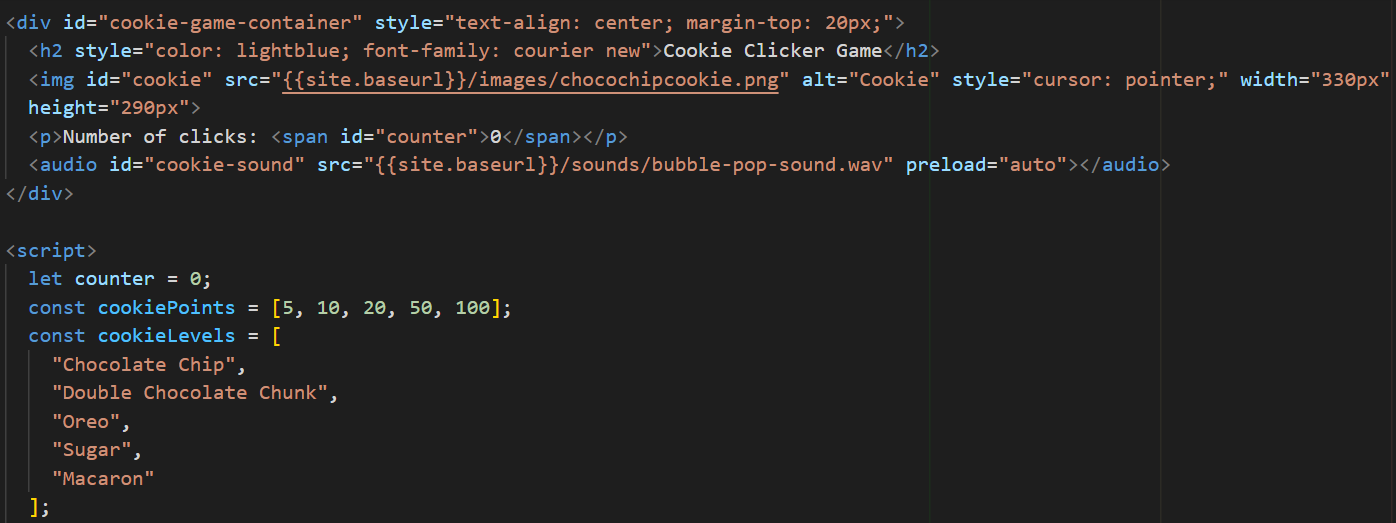 <div id="cookie-game-container" style="text-align: center; margin-top: 20px;">
  <h2 style="color: lightblue; font-family: courier new">Cookie Clicker Game</h2>
  <img id="cookie" src="{{site.baseurl}}/images/chocochipcookie.png" alt="Cookie" style="cursor: pointer;" width="330px"
  height="290px">
  <p>Number of clicks: <span id="counter">0</span></p>
  <audio id="cookie-sound" src="{{site.baseurl}}/sounds/bubble-pop-sound.wav" preload="auto"></audio>
</div>

<script>
  let counter = 0;
  const cookiePoints = [5, 10, 20, 50, 100];
  const cookieLevels = [
    "Chocolate Chip",
    "Double Chocolate Chunk",
    "Oreo",
    "Sugar",
    "Macaron"
  ];